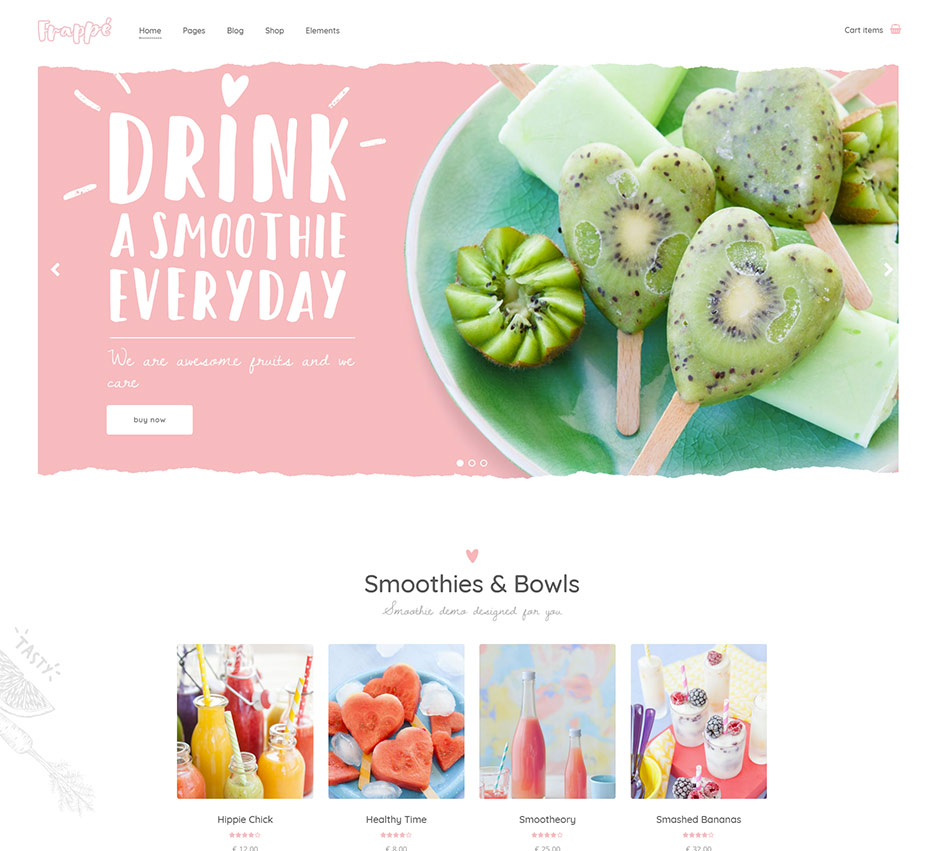 Frappé
Home Pages Blog Shop Elements
Cart items
DRINK
A SMOOTHIE
EVERYDAY
We are awesome fruits and we
care
buy now
Smoothies & Bowls
Smoothie demo designed for you
TASTY
Hippie Chick Healthy Time Smootheory Smashed Bananas
€ 12.00 € 8.00 € 25.00 € 32.00